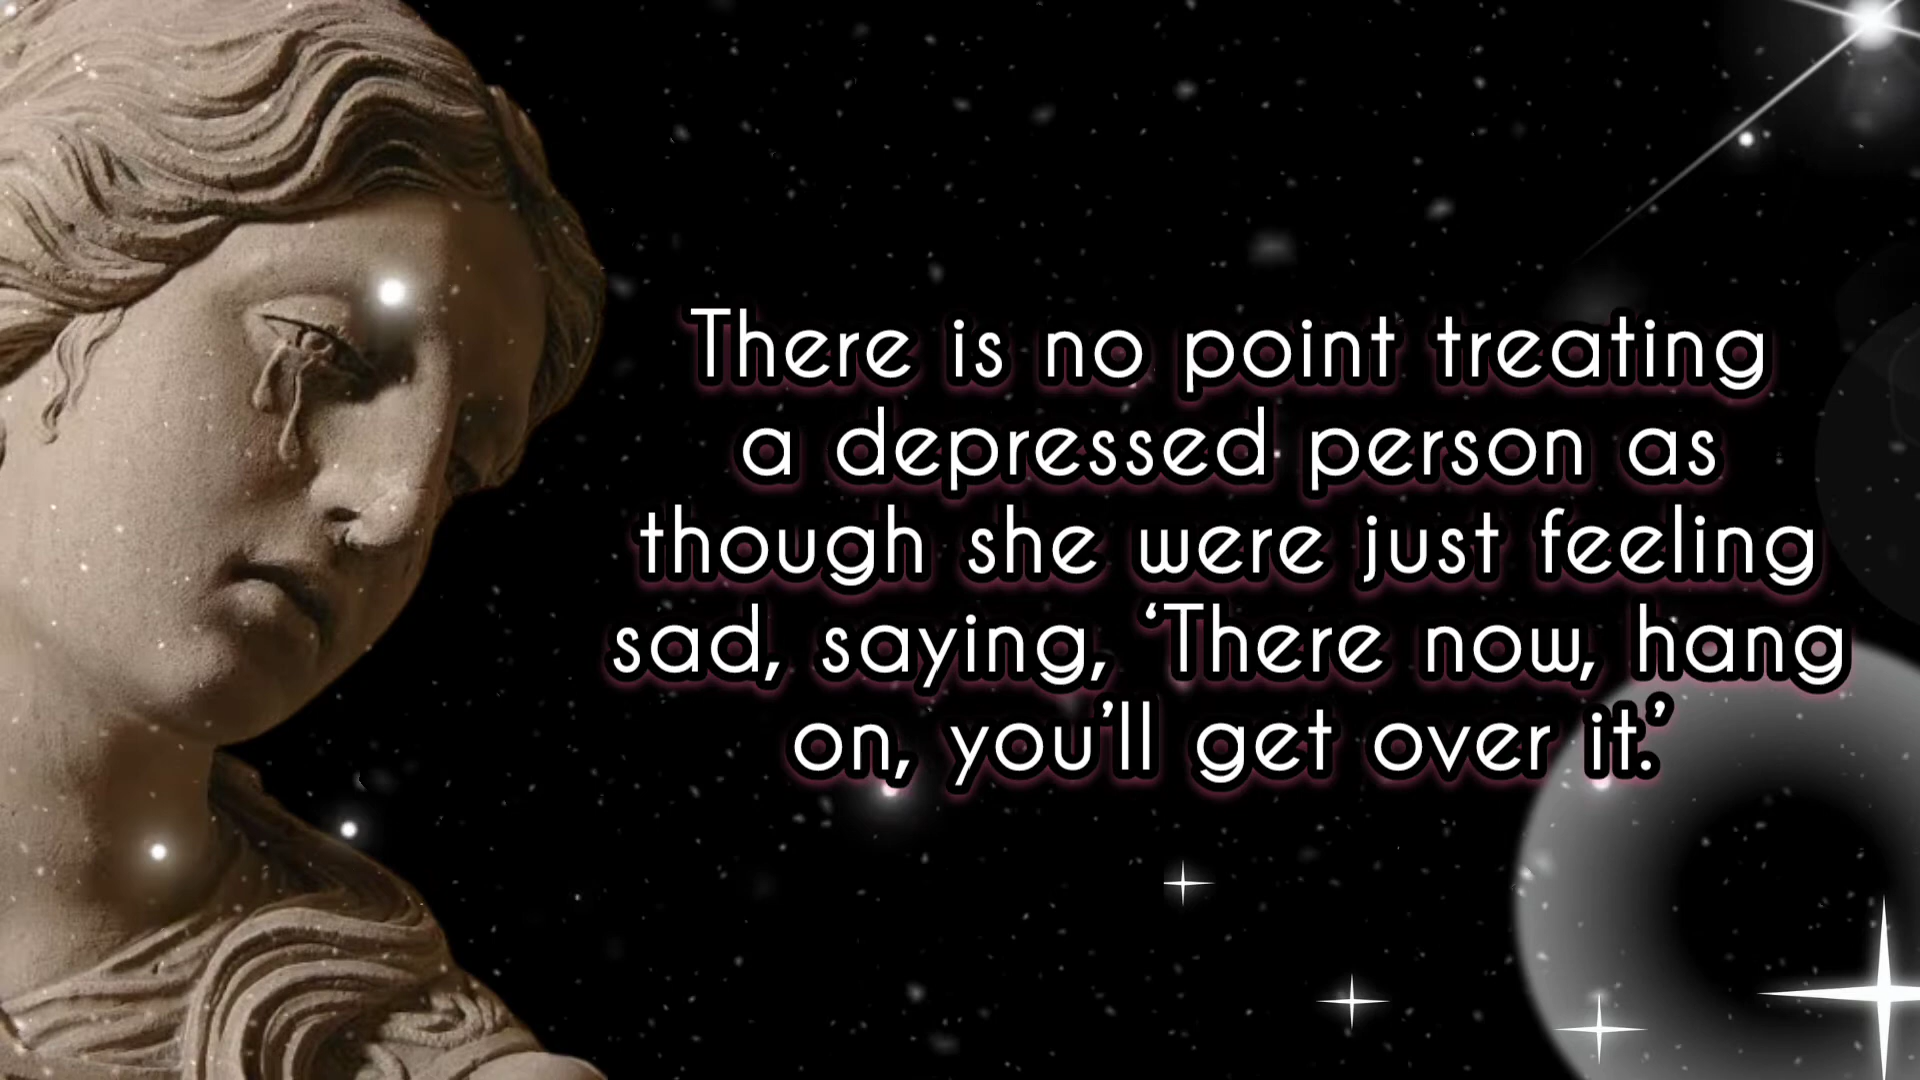 There is no point treating
a depressed person as
though she were just feeling
sad, saying, ‘There now, hang
on, you’ll get over it.’